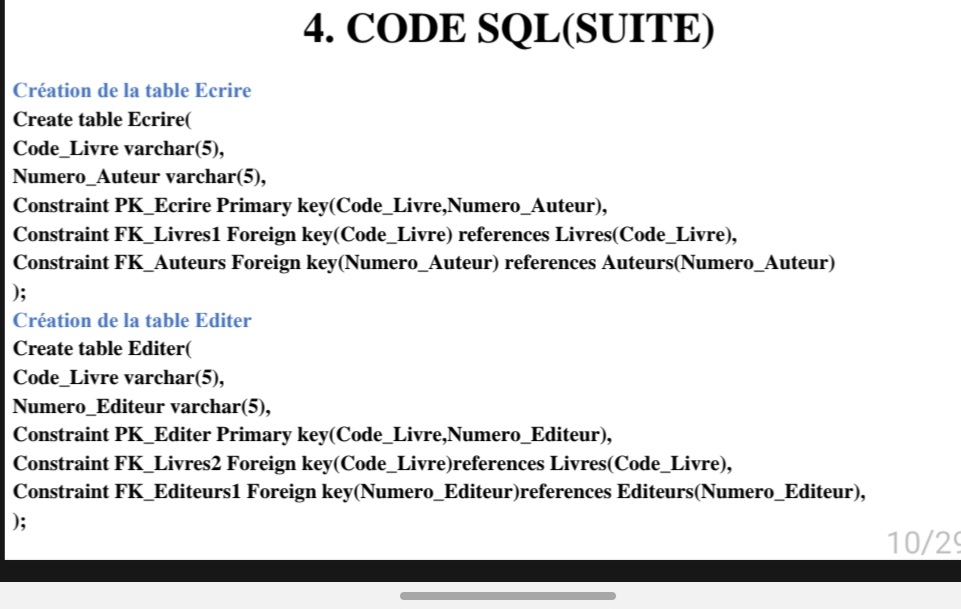 4. CODE SQL(SUITE)
Création de la table Ecrire
Create table Ecrire(
Code_Livre varchar(5),
Numero_Auteur varchar(5),
Constraint PK_Ecrire Primary key(Code_Livre,Numero_Auteur),
Constraint FK_Livres1 Foreign key(Code_Livre) references Livres(Code_Livre),
Constraint FK_Auteurs Foreign key(Numero_Auteur) references Auteurs(Numero_Auteur)
);
Création de la table Editer
Create table Editer(
Code_Livre varchar(5),
Numero_Editeur varchar(5),
Constraint PK_Editer Primary key(Code_Livre,Numero_Editeur),
Constraint FK_Livres2 Foreign key(Code_Livre)references Livres(Code_Livre),
Constraint FK_Editeurs1 Foreign key(Numero_Editeur)references Editeurs(Numero_Editeur),
);
10/29